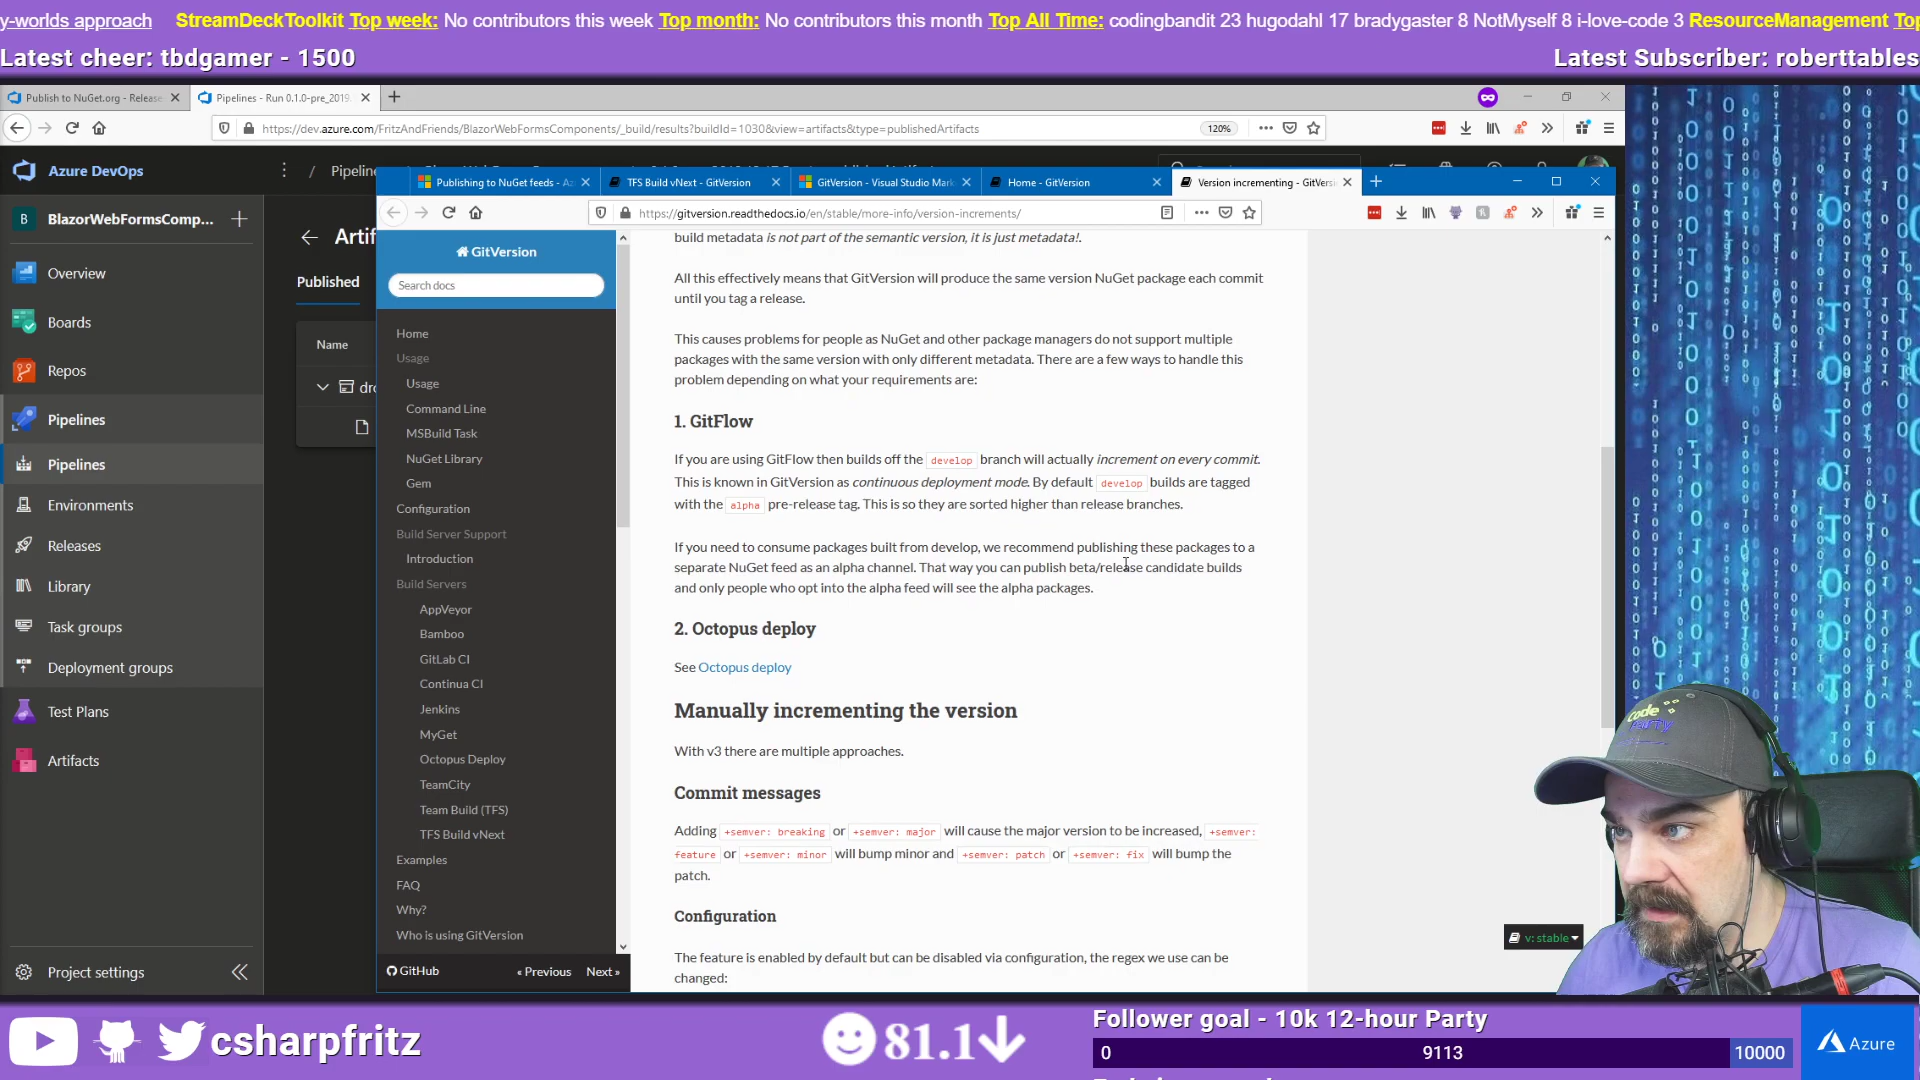 y-worlds approach StreamDeckToolkit Top week: No contributors this week Top month: No contributors this month Top All Time: codingbandit 23 hugodahl 17 bradygaster 8 NotMyself 8 i-love-code 3 ResourceManagement Top
Latest cheer: tbdgamer - 1500
Latest Subscriber: roberttables
Publish to NuGet.org - Release
Pipelines - Run 0.1.0-pre_2019.
https://dev.azure.com/FritzAndFriends/BlazorWebFormsComponents/_build/results?buildId=1030&view=artifacts&type=publishedArtifacts
120%
Azure DevOps
/ Pipeline
B BlazorWebFormsComp...
Overview
Boards
Repos
Pipelines
Pipelines
Environments
Releases
Library
Task groups
Deployment groups
Test Plans
Artifacts
Project settings
Artif
Published
Name
dro
Publishing to NuGet feeds - Az
TFS Build vNext - GitVersion
GitVersion - Visual Studio Mark
Home - GitVersion
Version incrementing - GitVersi
https://gitversion.readthedocs.io/en/stable/more-info/version-increments/
GitVersion
Search docs
Home
Usage
Usage
Command Line
MSBuild Task
NuGet Library
Gem
Configuration
Build Server Support
Introduction
Build Servers
AppVeyor
Bamboo
GitLab CI
Continua CI
Jenkins
MyGet
Octopus Deploy
TeamCity
Team Build (TFS)
TFS Build vNext
Examples
FAQ
Why?
Who is using GitVersion
GitHub
« Previous
Next »
build metadata is not part of the semantic version, it is just metadata!.
All this effectively means that GitVersion will produce the same version NuGet package each commit
until you tag a release.
This causes problems for people as NuGet and other package managers do not support multiple
packages with the same version with only different metadata. There are a few ways to handle this
problem depending on what your requirements are:
1. GitFlow
If you are using GitFlow then builds off the develop branch will actually increment on every commit.
This is known in GitVersion as continuous deployment mode. By default develop builds are tagged
with the alpha pre-release tag. This is so they are sorted higher than release branches.
If you need to consume packages built from develop, we recommend publishing these packages to a
separate NuGet feed as an alpha channel. That way you can publish beta/release candidate builds
and only people who opt into the alpha feed will see the alpha packages.
2. Octopus deploy
See Octopus deploy
Manually incrementing the version
With v3 there are multiple approaches.
Commit messages
Adding +semver: breaking or +semver: major will cause the major version to be increased, +semver:
feature or +semver: minor will bump minor and +semver: patch or +semver: fix will bump the
patch.
Configuration
The feature is enabled by default but can be disabled via configuration, the regex we use can be
changed:
v: stable
code
Party
csharpfritz
81.1
Follower goal - 10k 12-hour Party
0 9113 10000
Azure